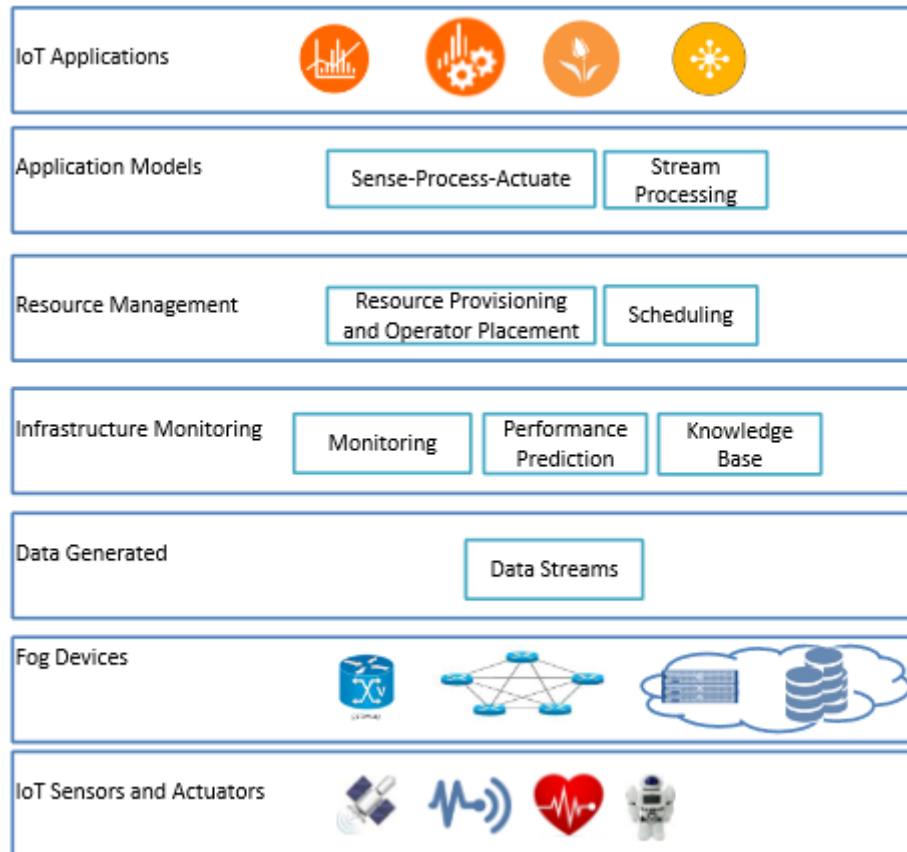 IoT Applications
Application Models
Sense-Process-Actuate
Stream
Processing
Resource Management
Resource Provisioning
and Operator Placement
Scheduling
Infrastructure Monitoring
Monitoring
Performance
Prediction
Knowledge
Base
Data Generated
Data Streams
Fog Devices
IoT Sensors and Actuators